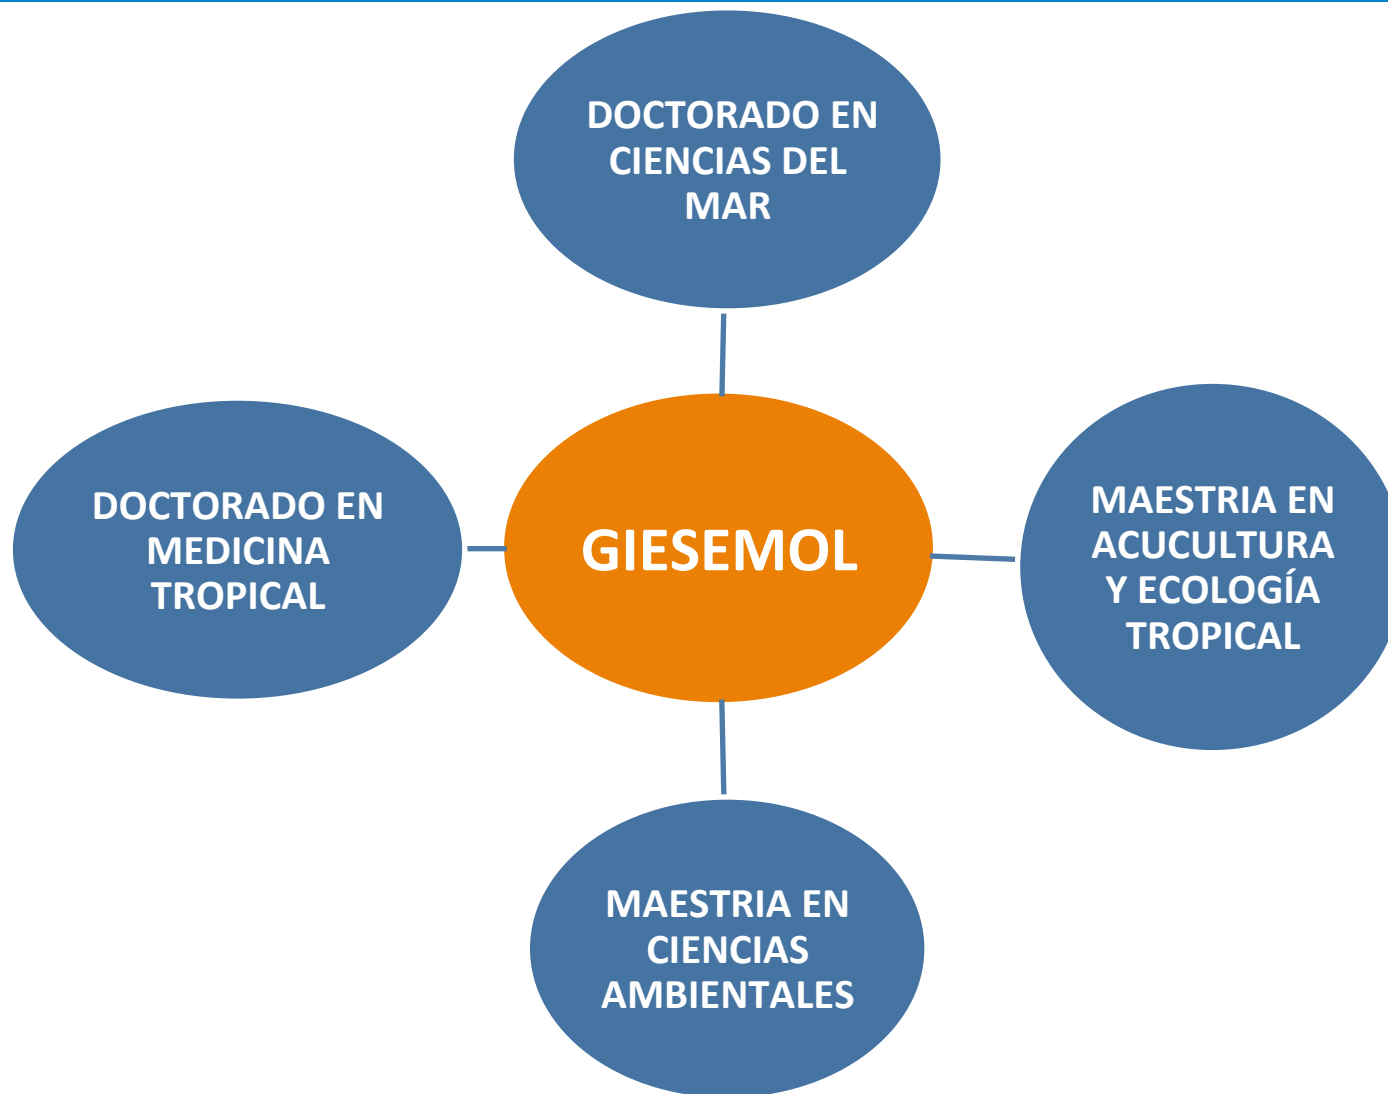 DOCTORADO EN
CIENCIAS DEL
MAR
DOCTORADO EN
MEDICINA
TROPICAL
GIESEMOL
MAESTRIA EN
ACUCULTURA
Y ECOLOGÍA
TROPICAL
MAESTRIA EN
CIENCIAS
AMBIENTALES